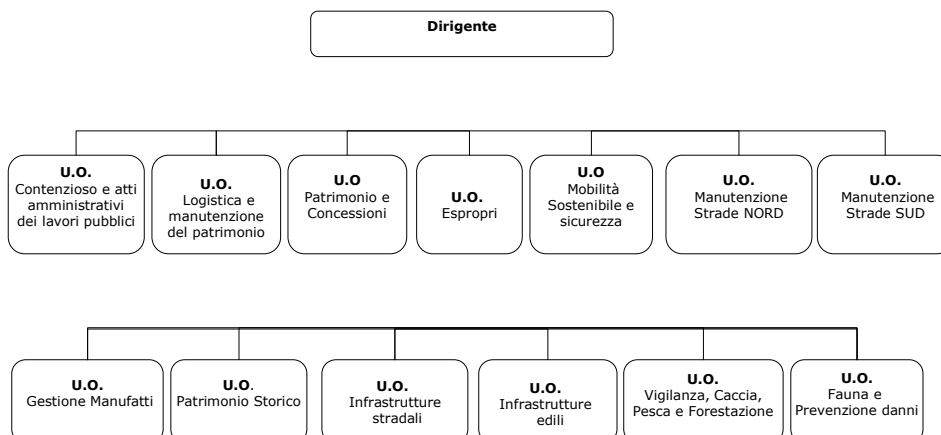 Dirigente
U.O.
Contenzioso e atti
amministrativi
dei lavori pubblici
U.O.
Logistica e
manutenzione
del patrimonio
U.O
Patrimonio e
Concessioni
U.O.
Espropri
U.O
Mobilità
Sostenibile e
sicurezza
U.O.
Manutenzione
Strade NORD
U.O.
Manutenzione
Strade SUD
U.O.
Gestione Manufatti
U.O.
Patrimonio Storico
U.O.
Infrastrutture
stradali
U.O.
Infrastrutture
edili
U.O.
Vigilanza, Caccia,
Pesca e Forestazione
U.O.
Fauna e
Prevenzione danni